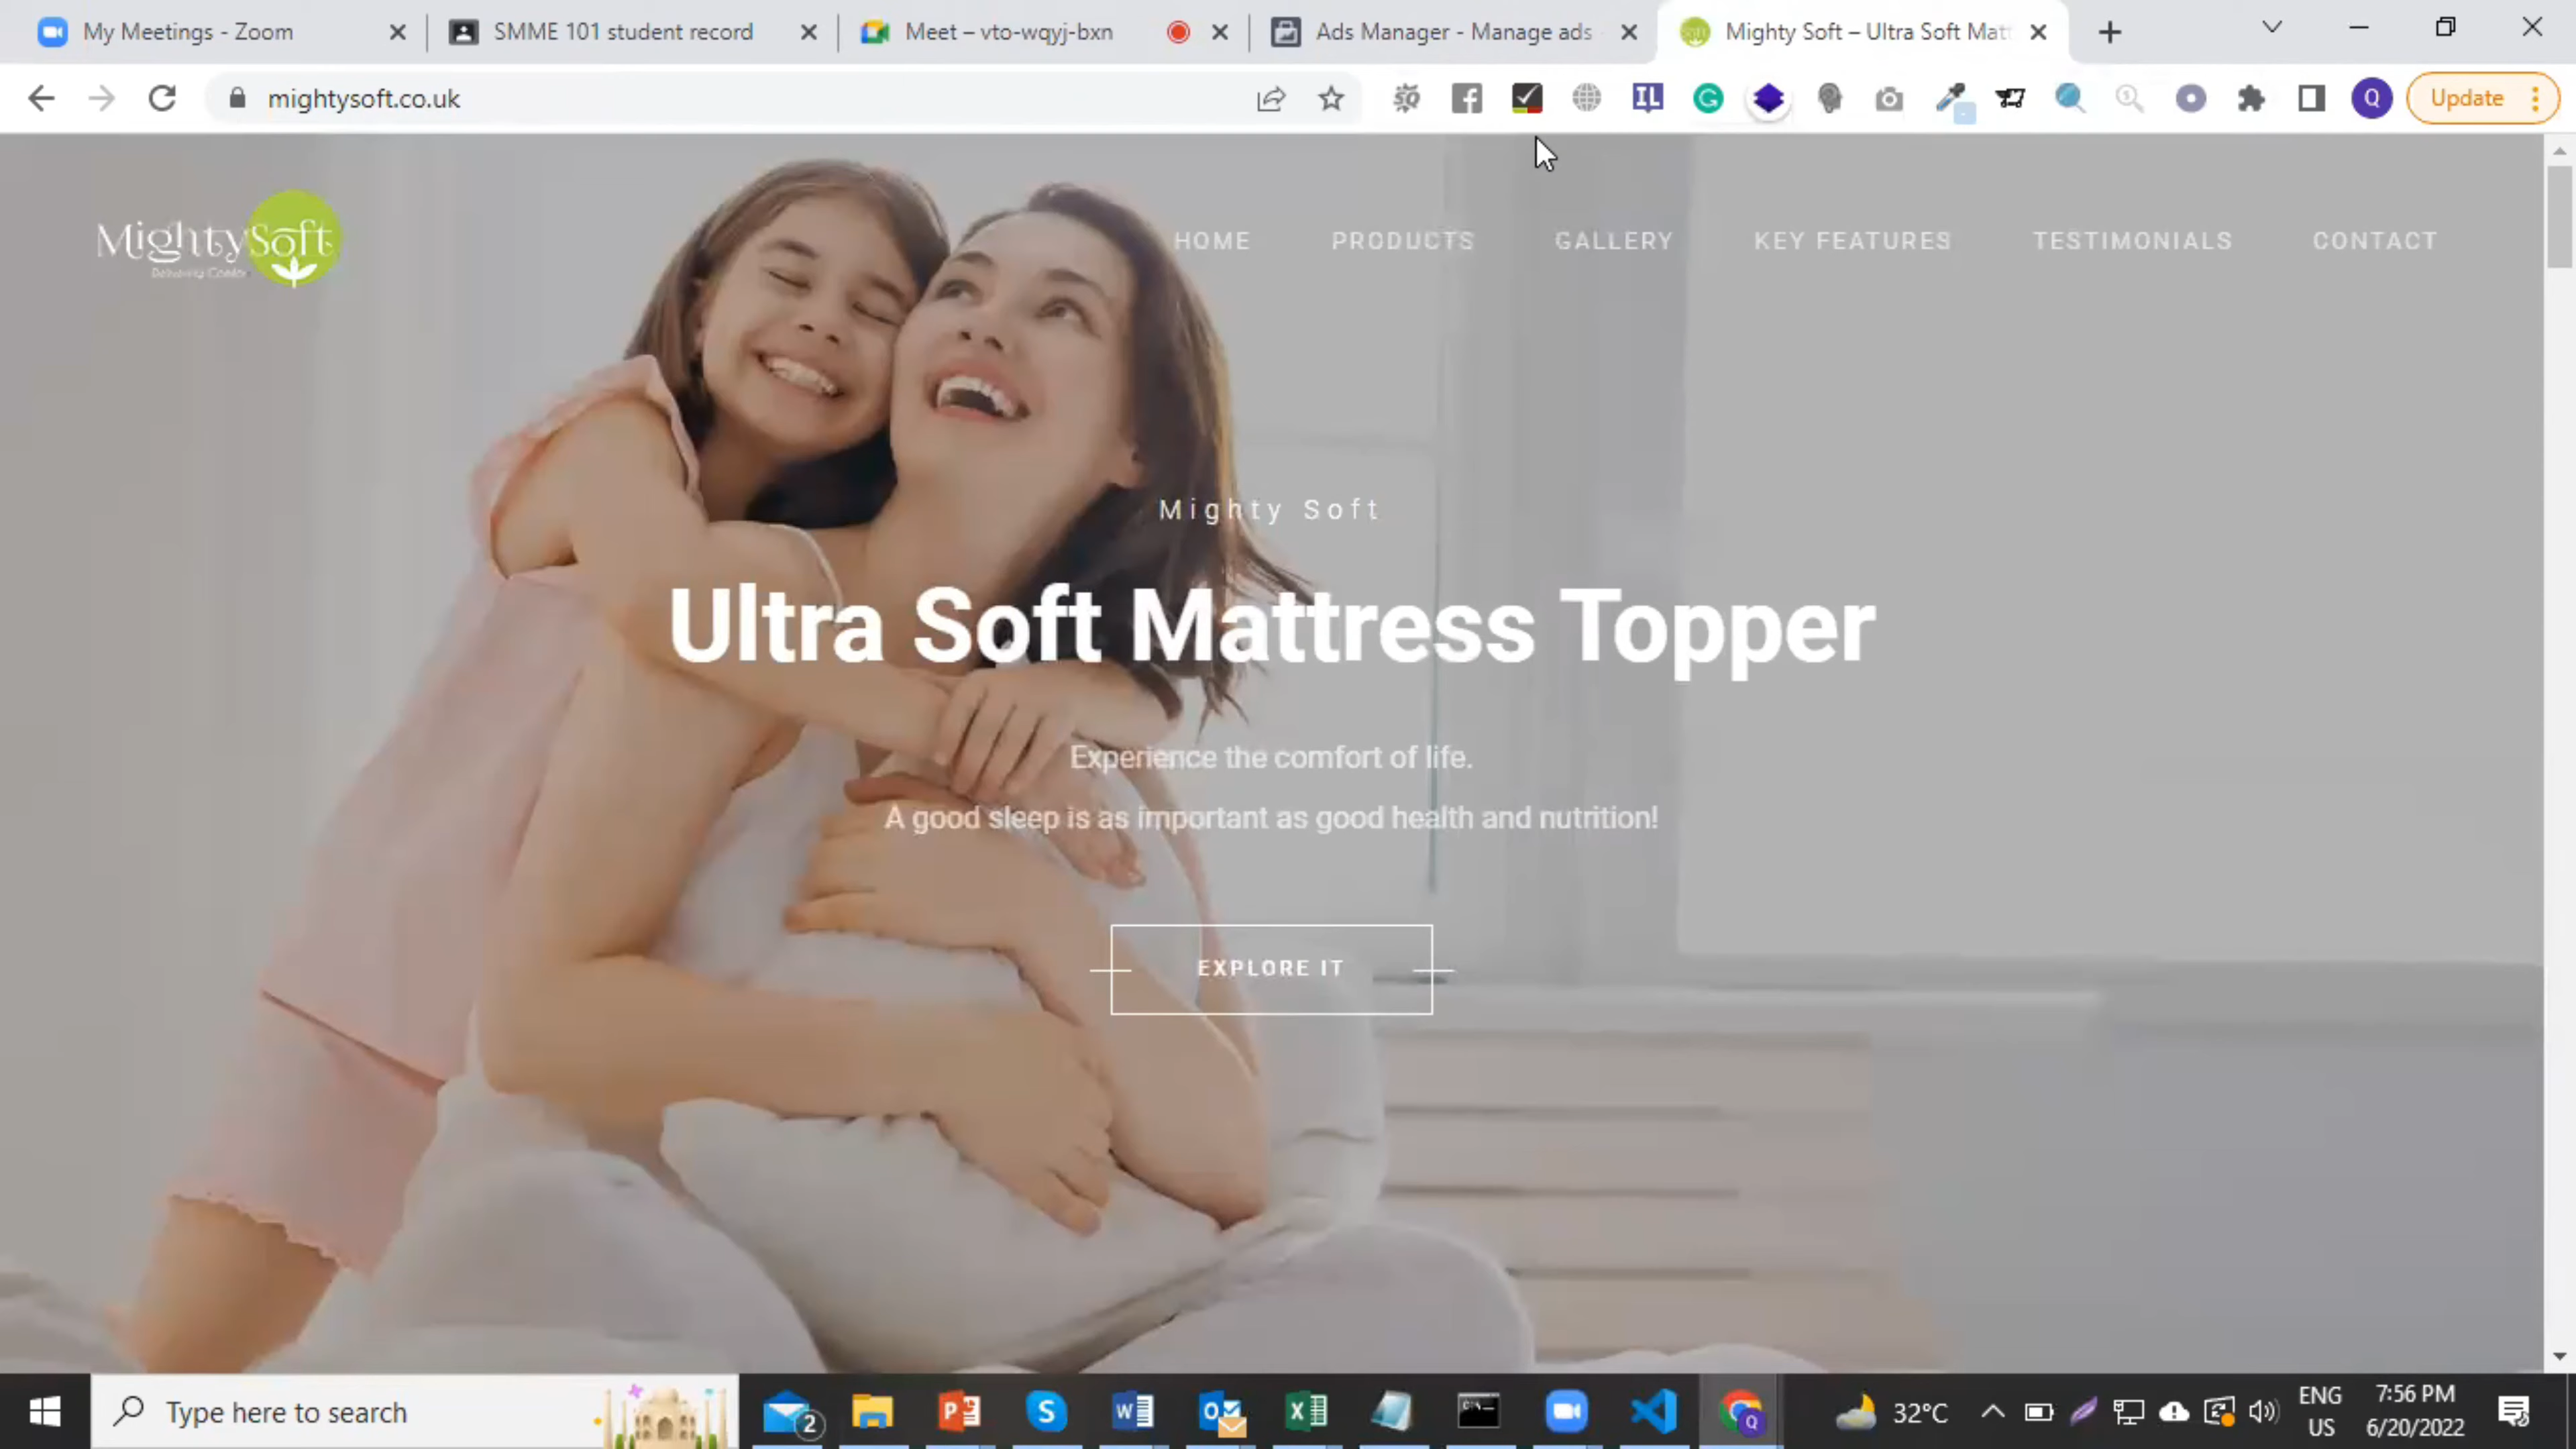 My Meetings - Zoom
SMME 101 student record
Meet – vto-wqyj-bxn
Ads Manager - Manage ads
Mighty Soft – Ultra Soft Matt
mightysoft.co.uk
Update
MightySoft
HOME
PRODUCTS
GALLERY
KEY FEATURES
TESTIMONIALS
CONTACT
Mighty Soft
Ultra Soft Mattress Topper
Experience the comfort of life.
A good sleep is as important as good health and nutrition!
EXPLORE IT
Type here to search
2
32°C
ENG
US
7:56 PM
6/20/2022